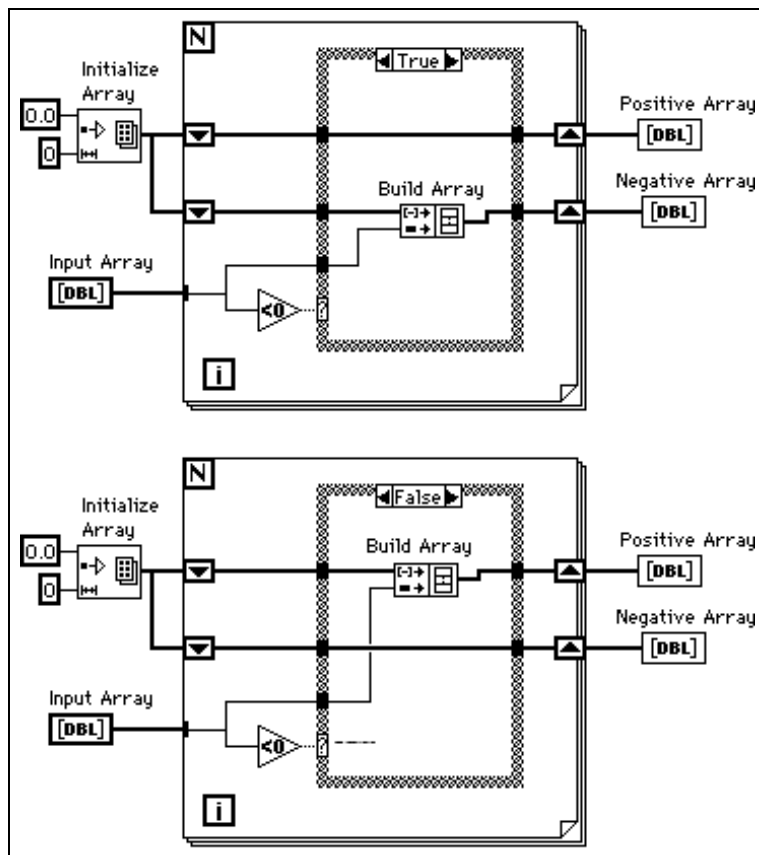 N
True
Initialize
Array
0.0
0
Positive Array
[DBL]
Build Array
Negative Array
[DBL]
Input Array
[DBL]
<0
?
i
N
False
Initialize
Array
0.0
0
Build Array
Positive Array
[DBL]
Negative Array
[DBL]
Input Array
[DBL]
<0
?
i